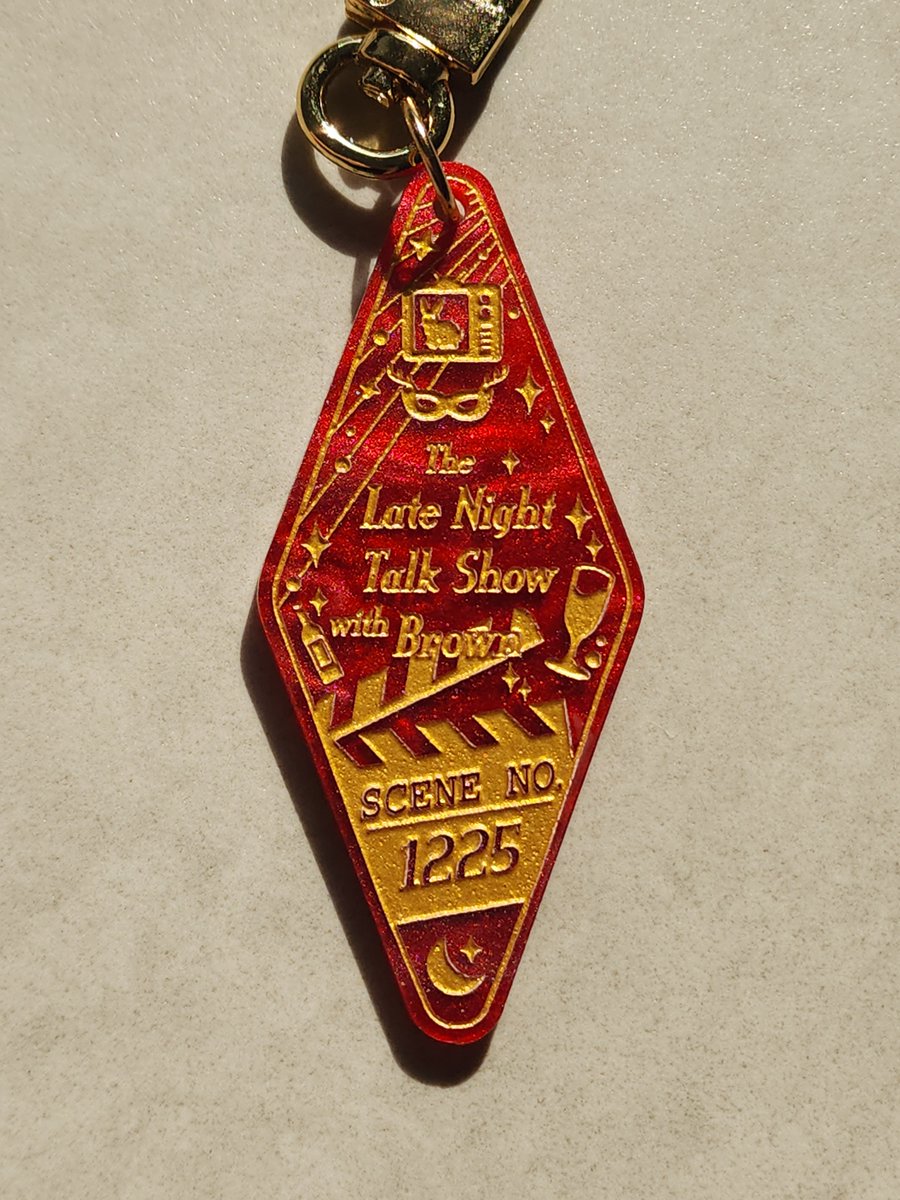 The
Late Night
Talk Show
with Brown
SCENE NO.
1225